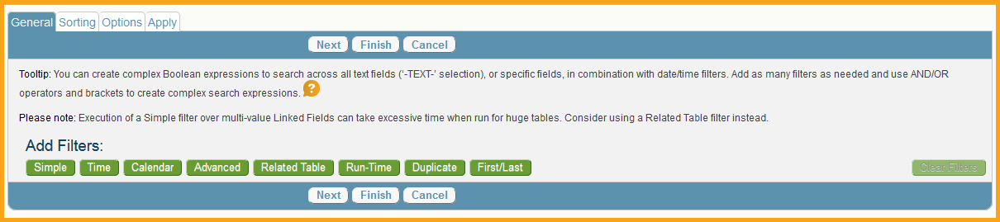 General Sorting Options Apply
Next Finish Cancel
Tooltip: You can create complex Boolean expressions to search across all text fields (‘-TEXT-’ selection), or specific fields, in combination with date/time filters. Add as many filters as needed and use AND/OR
operators and brackets to create complex search expressions. ?
Please note: Execution of a Simple filter over multi-value Linked Fields can take excessive time when run for huge tables. Consider using a Related Table filter instead.
Add Filters:
Simple Time Calendar Advanced Related Table Run-Time Duplicate First/Last Clear Filters
Next Finish Cancel